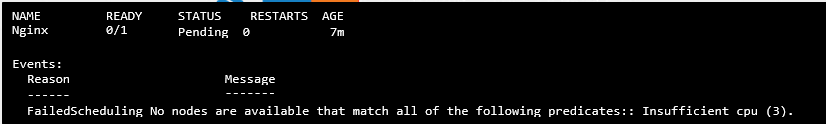 NAME READY STATUS RESTARTS AGE
Nginx 0/1 Pending 0 7m
Events:
Reason Message
------ -------
FailedScheduling No nodes are available that match all of the following predicates:: Insufficient cpu (3).